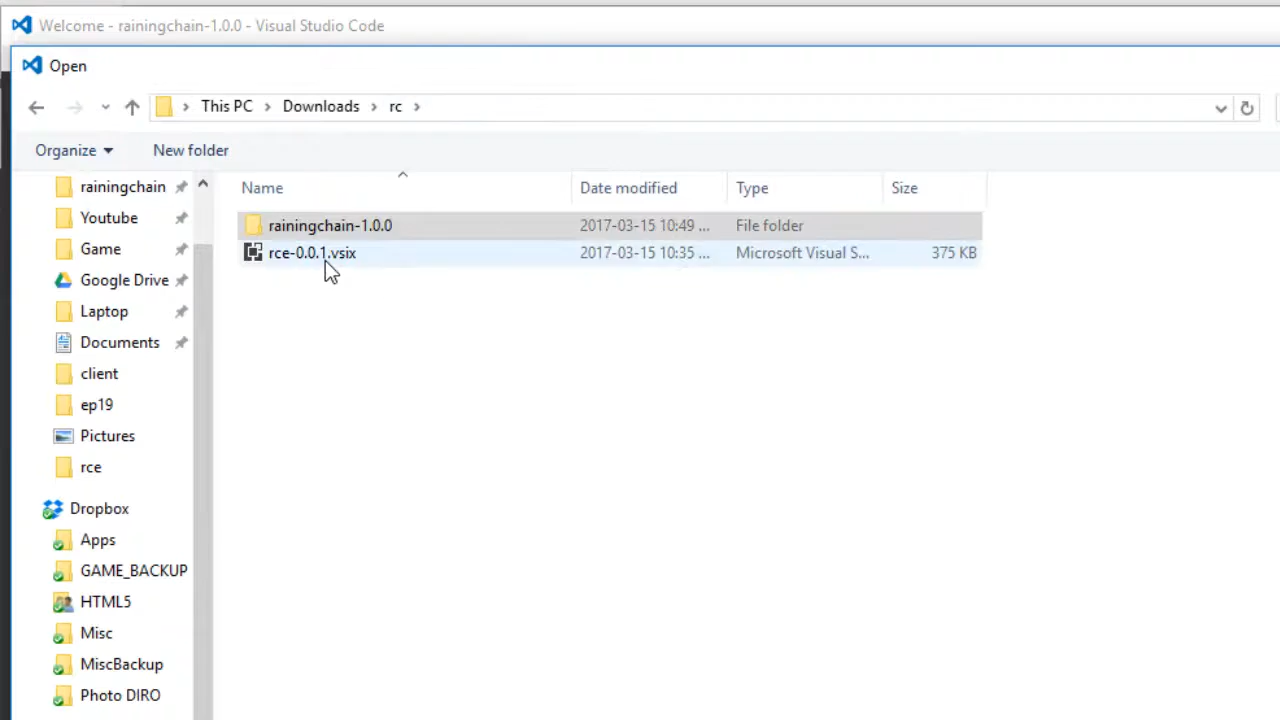 Welcome - rainingchain-1.0.0 - Visual Studio Code
Open
This PC > Downloads > rc >
Organize New folder
Name Date modified Type Size
rainingchain-1.0.0 2017-03-15 10:49 ... File folder
rce-0.0.1.vsix 2017-03-15 10:35 ... Microsoft Visual S... 375 KB
rainingchain
Youtube
Game
Google Drive
Laptop
Documents
client
ep19
Pictures
rce
Dropbox
Apps
GAME_BACKUP
HTML5
Misc
MiscBackup
Photo DIRO